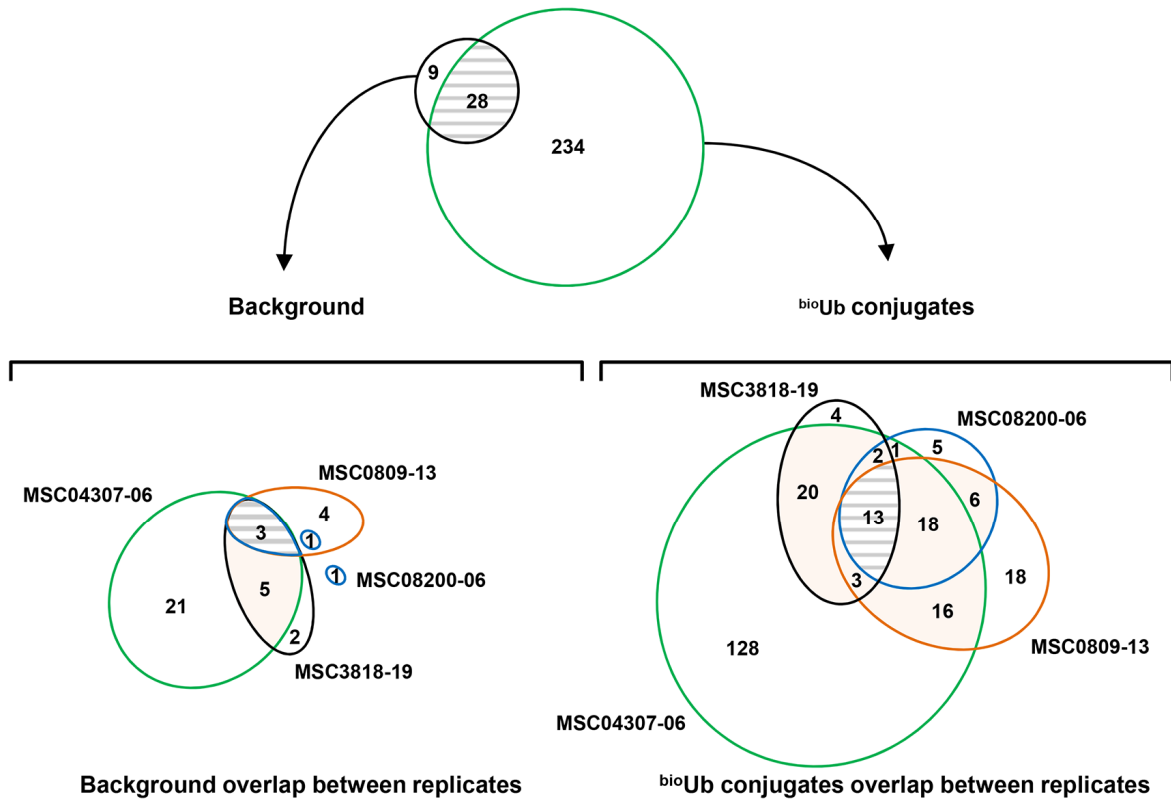 9
28
234
Background
bioUb conjugates
MSC04307-06
MSC0809-13
3
4
1
1
MSC08200-06
5
21
2
MSC3818-19
Background overlap between replicates
MSC3818-19
4
MSC08200-06
2
1
5
20
6
13
18
3
18
16
MSC0809-13
128
MSC04307-06
bioUb conjugates overlap between replicates